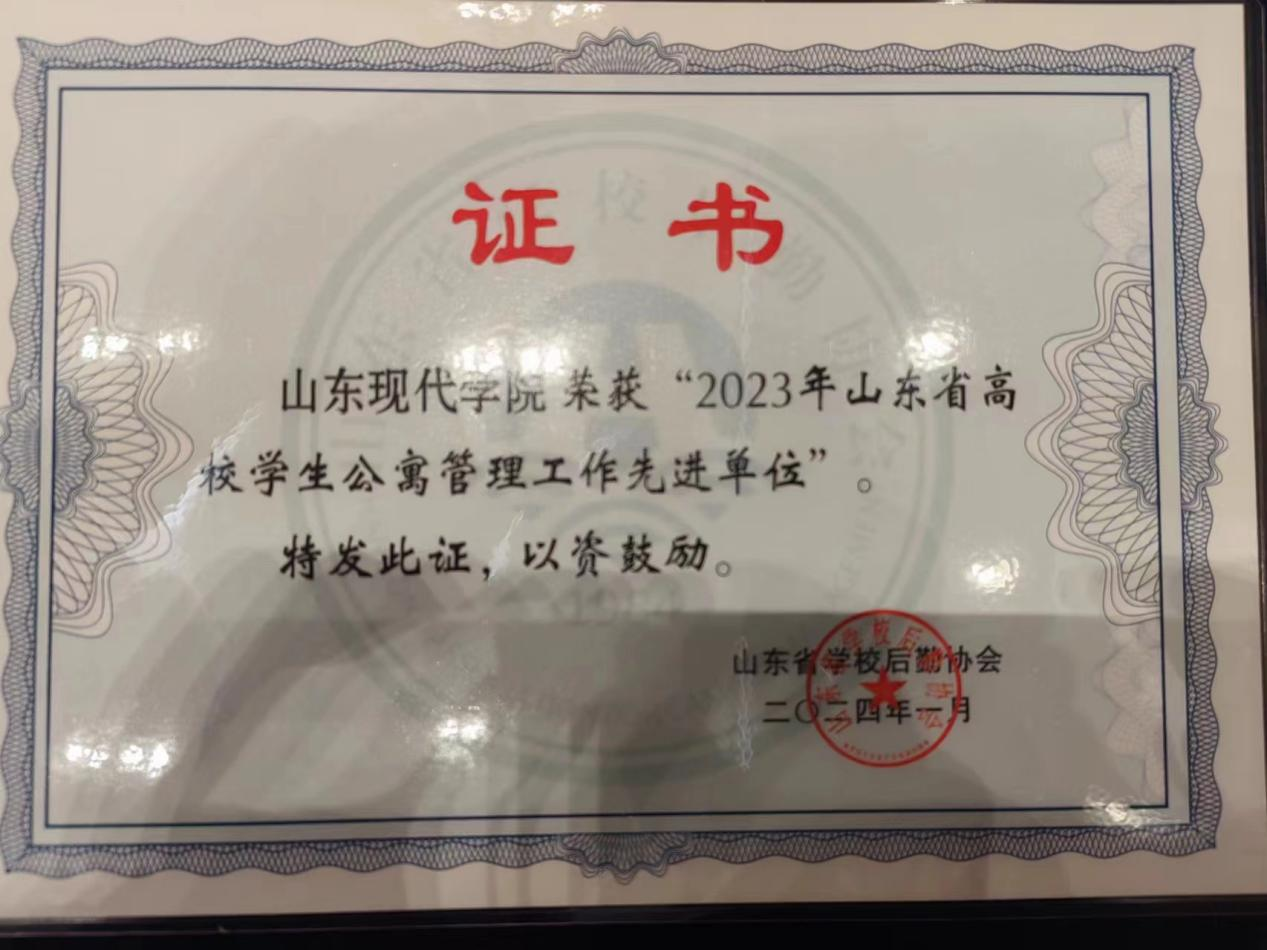 证 书
山东现代学院 荣获 “2023年山东省高
校学生公寓管理工作先进单位” 。
特发此证，以资鼓励。
山东省学校后勤协会
二〇二四年一月